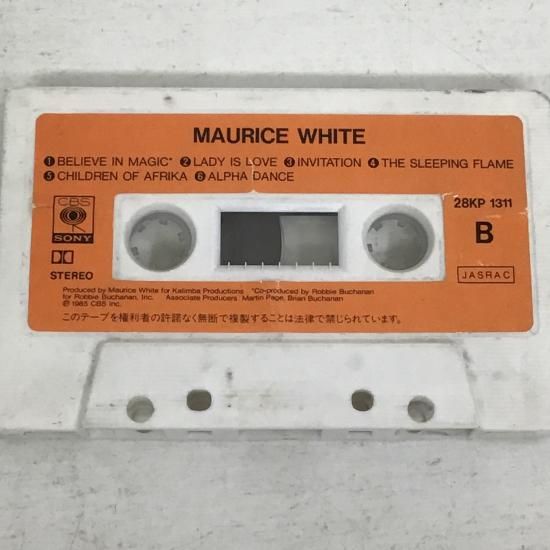 MAURICE WHITE
❶ BELIEVE IN MAGIC* ❷ LADY IS LOVE ❸ INVITATION ❹ THE SLEEPING FLAME
❺ CHILDREN OF AFRIKA ❻ ALPHA DANCE
CBS
SONY
STEREO
28KP 1311
B
JASRAC
Produced by Maurice White for Kalimba Productions *Co-produced by Robbie Buchanan
for Robbie Buchanan, Inc. Associate Producers: Martin Page, Brian Buchanan
℗ 1985 CBS Inc.
このテープを権利者の許諾なく無断で複製することは法律で禁じられています。